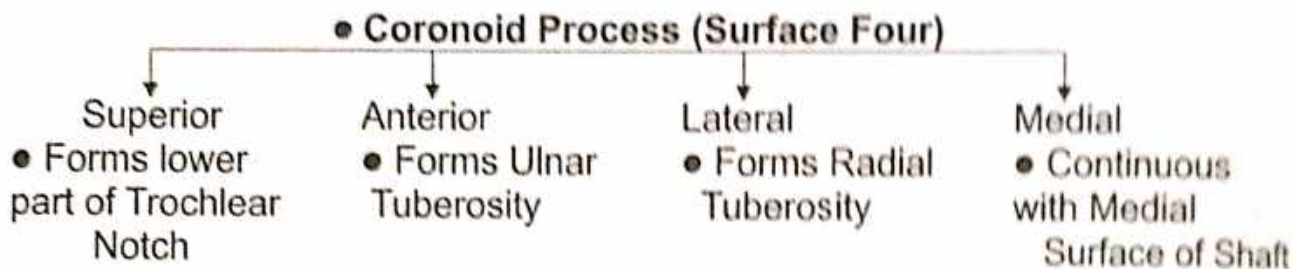 • Coronoid Process (Surface Four)
Superior
• Forms lower
part of Trochlear
Notch
Anterior
• Forms Ulnar
Tuberosity
Lateral
• Forms Radial
Tuberosity
Medial
• Continuous
with Medial
Surface of Shaft